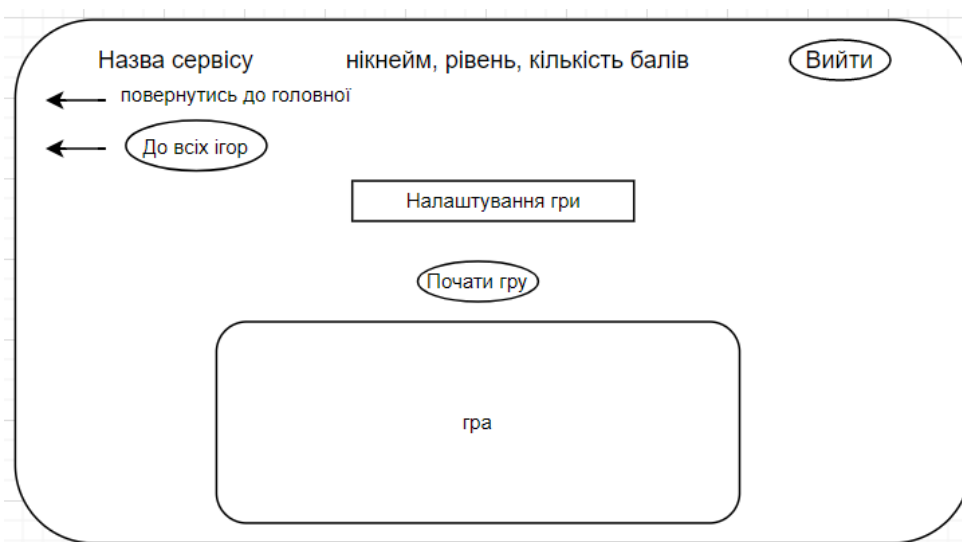 Назва сервісу нікнейм, рівень, кількість балів Вийти
повернутись до головної
До всіх ігор
Налаштування гри
Почати гру
гра